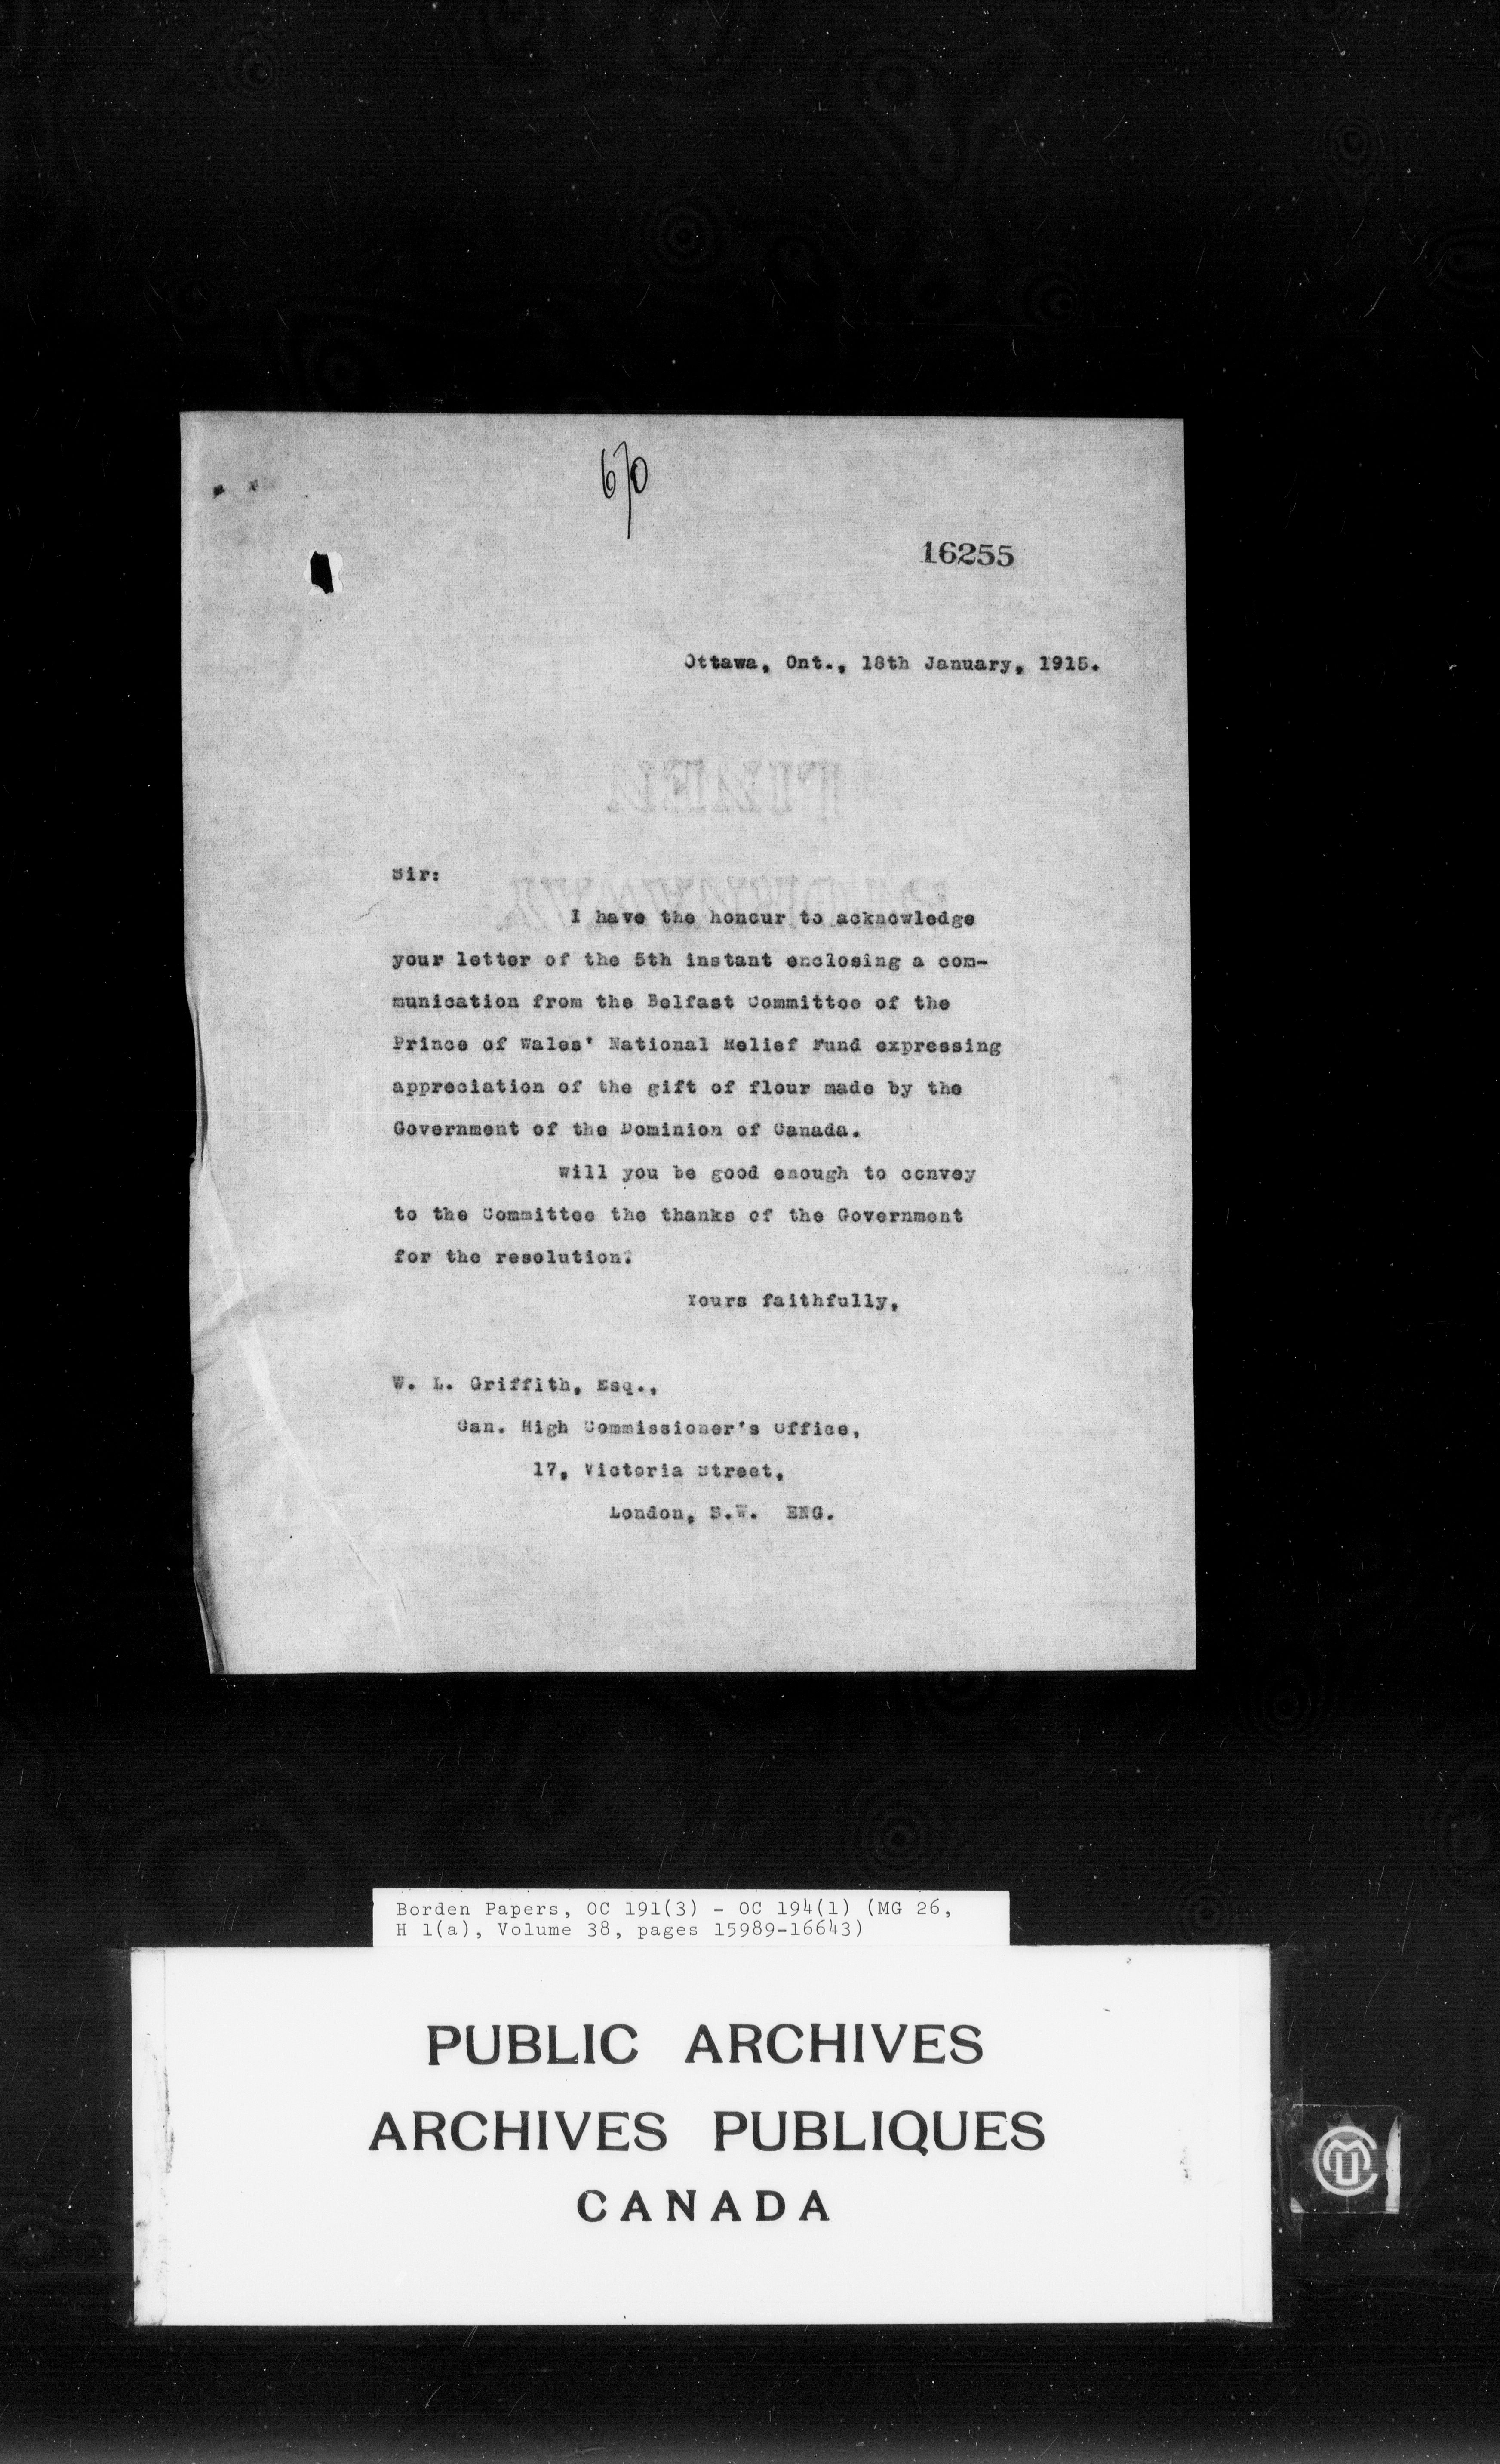 670
16255
Ottawa, Ont., 18th January, 1915.
LINEN
Sir:
I have the honour to acknowledge
your letter of the 5th instant enclosing a com-
munication from the Belfast Committee of the
Prince of Wales' National Relief Fund expressing
appreciation of the gift of flour made by the
Government of the Dominion of Canada.
Will you be good enough to convey
to the Committee the thanks of the Government
for the resolution.
Yours faithfully,
W. L. Griffith, Esq.,
Can. High Commissioner's Office,
17, Victoria Street,
London, S.W. ENG.
Borden Papers, OC 191(3) - OC 194(1) (MG 26,
H 1(a), Volume 38, pages 15989-16643)
PUBLIC ARCHIVES
ARCHIVES PUBLIQUES
CANADA